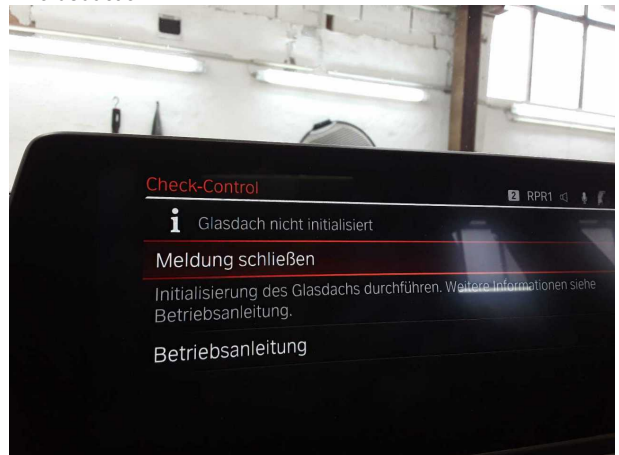 Check-Control
2 RPR1
i Glasdach nicht initialisiert
Meldung schließen
Initialisierung des Glasdachs durchführen. Weitere Informationen siehe
Betriebsanleitung.
Betriebsanleitung